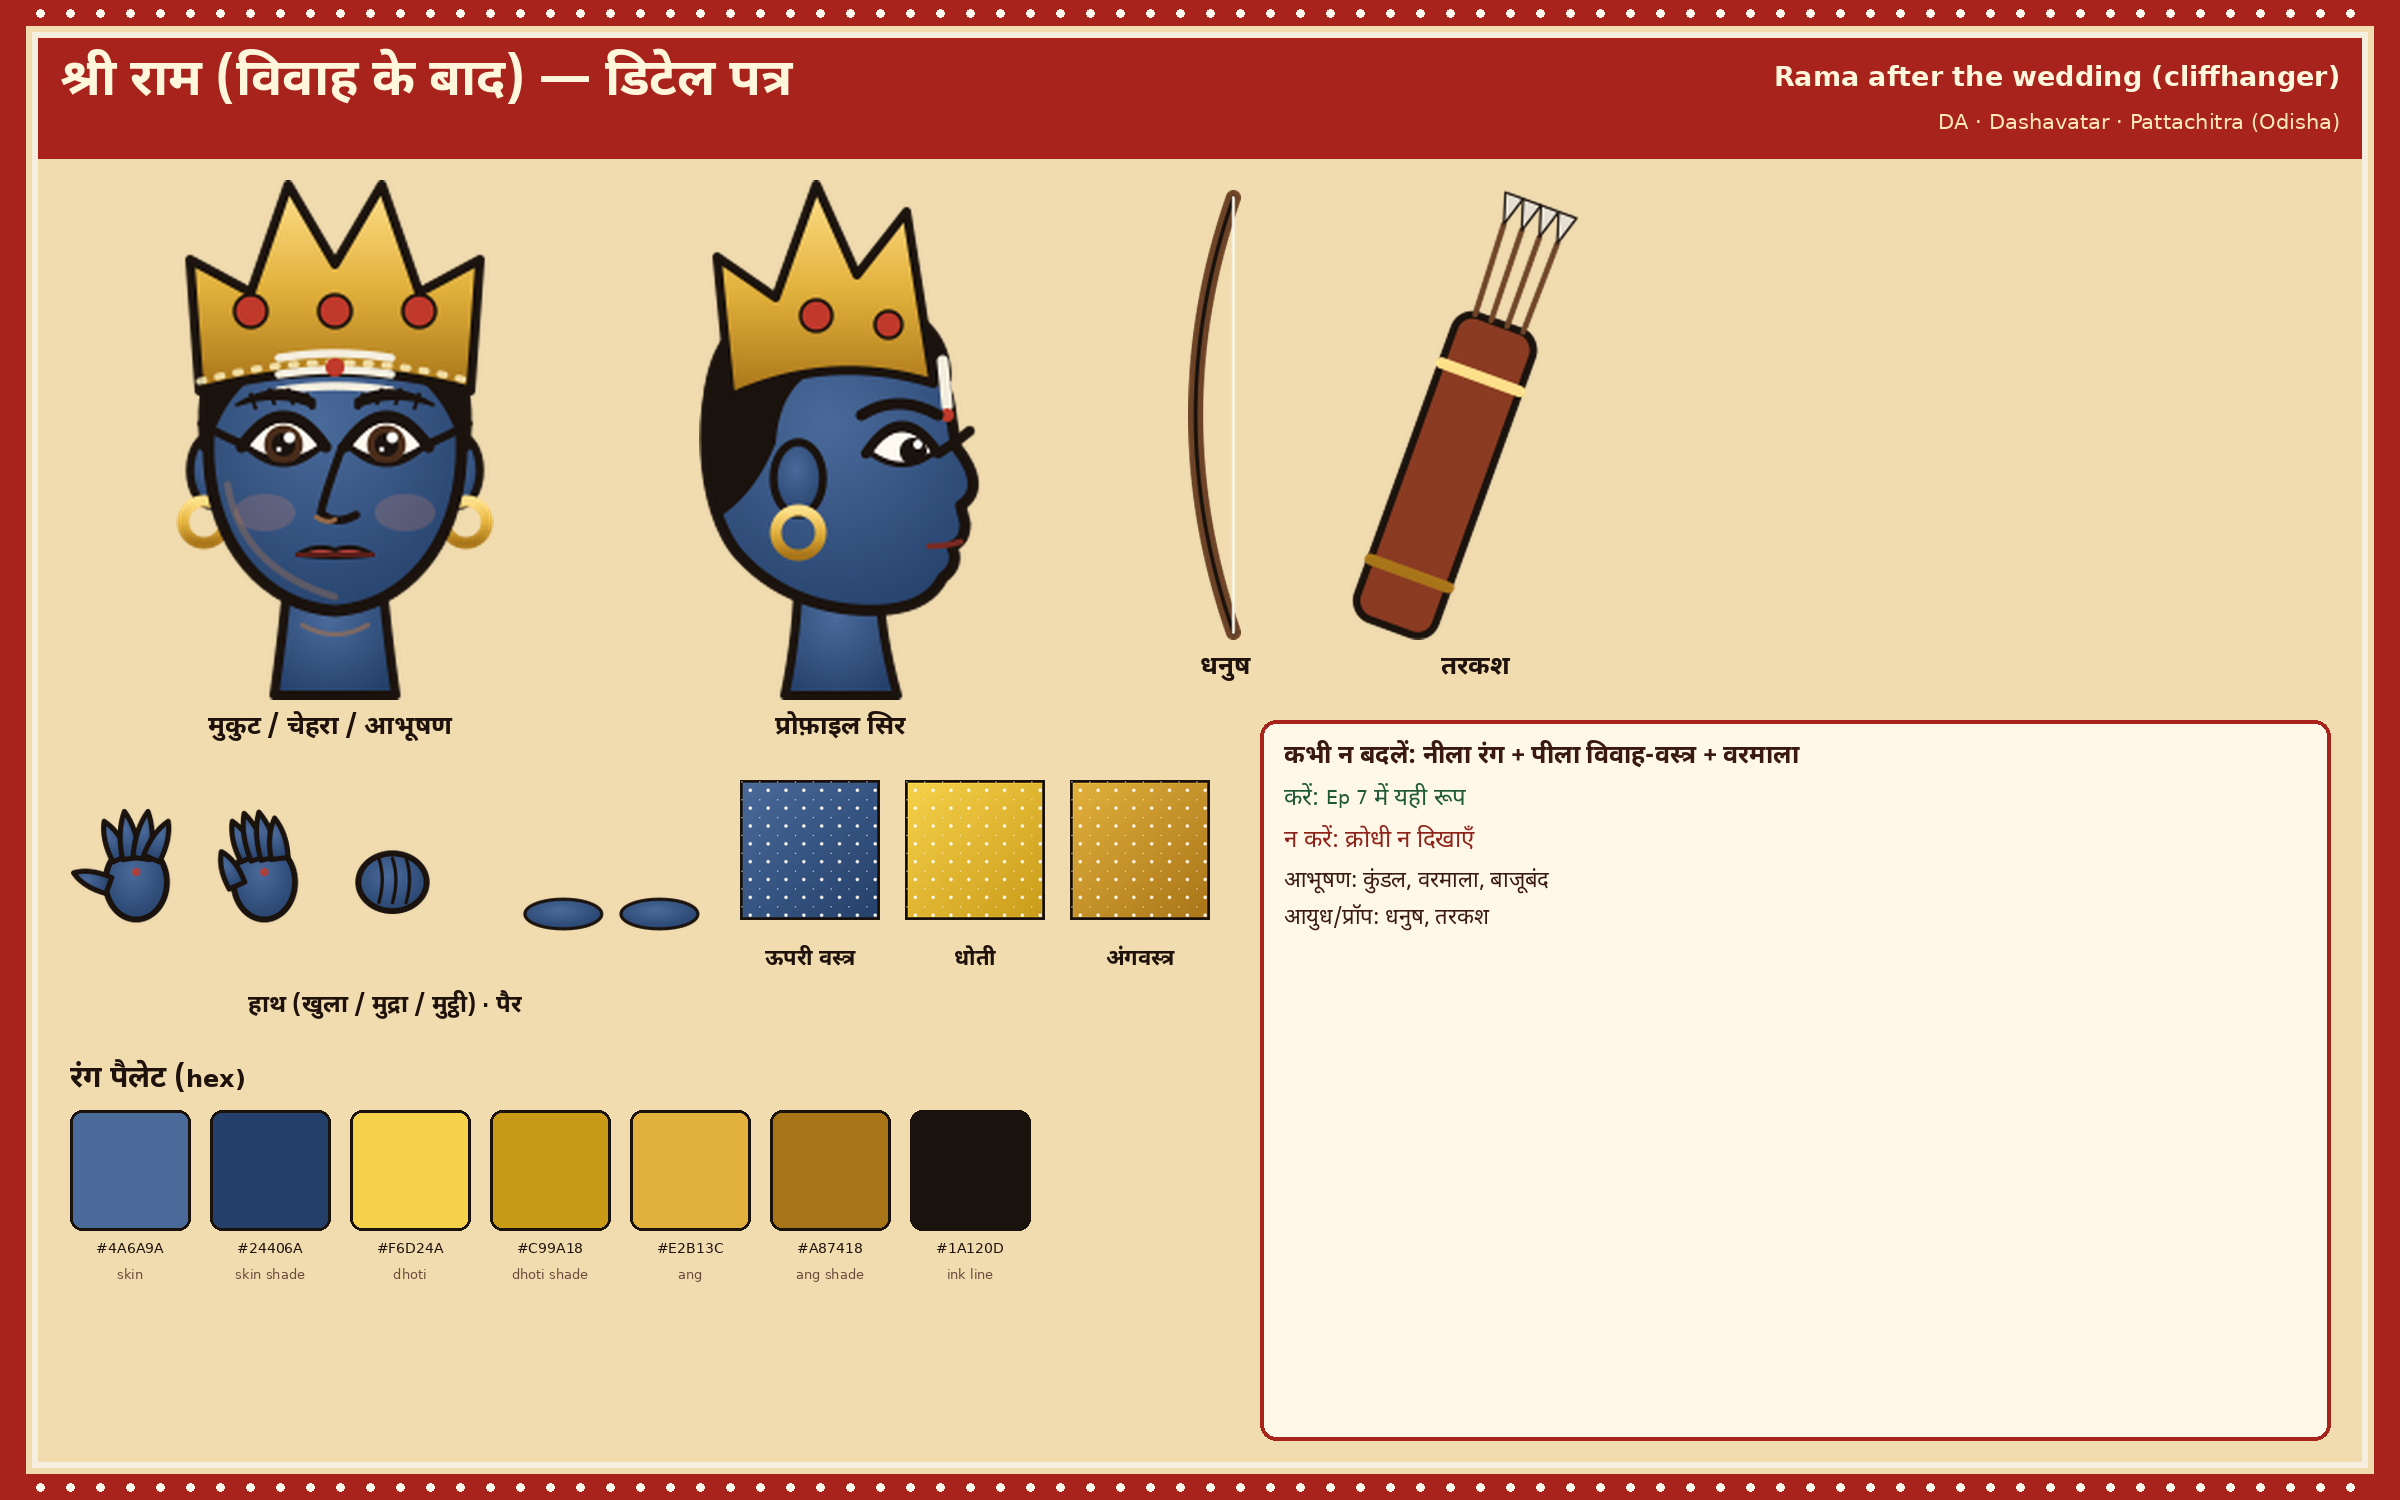 श्री राम (विवाह के बाद) — डिटेल पत्र
Rama after the wedding (cliffhanger)
DA · Dashavatar · Pattachitra (Odisha)
धनुष
तरकश
मुकुट / चेहरा / आभूषण
प्रोफ़ाइल सिर
कभी न बदलें: नीला रंग + पीला विवाह-वस्त्र + वरमाला
करें: Ep 7 में यही रूप
न करें: क्रोधी न दिखाएँ
आभूषण: कुंडल, वरमाला, बाजूबंद
आयुध/प्रॉप: धनुष, तरकश
ऊपरी वस्त्र
धोती
अंगवस्त्र
हाथ (खुला / मुद्रा / मुट्ठी) · पैर
रंग पैलेट (hex)
#4A6A9A
#24406A
#F6D24A
#C99A18
#E2B13C
#A87418
#1A120D
skin
skin shade
dhoti
dhoti shade
ang
ang shade
ink line